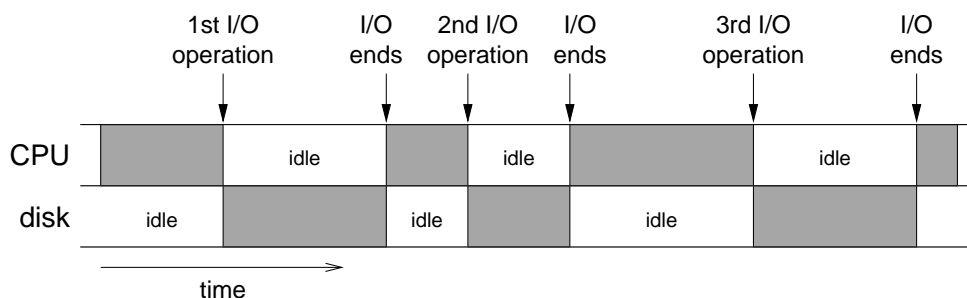 1st I/O
operation
I/O
ends
2nd I/O
operation
I/O
ends
3rd I/O
operation
I/O
ends
CPU
idle
idle
idle
disk
idle
idle
idle
time